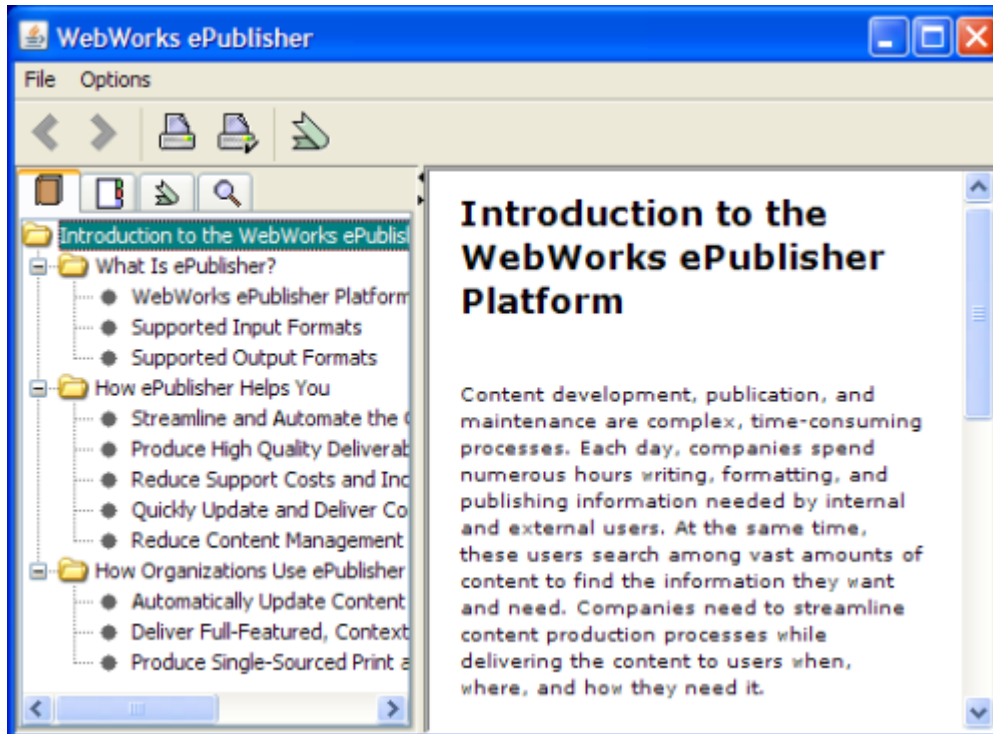 WebWorks ePublisher
File Options
Introduction to the WebWorks ePublis
What Is ePublisher?
WebWorks ePublisher Platform
Supported Input Formats
Supported Output Formats
How ePublisher Helps You
Streamline and Automate the
Produce High Quality Deliverab
Reduce Support Costs and Inc
Quickly Update and Deliver Co
Reduce Content Management
How Organizations Use ePublisher
Automatically Update Content
Deliver Full-Featured, Context
Produce Single-Sourced Print a
Introduction to the
WebWorks ePublisher
Platform
Content development, publication, and
maintenance are complex, time-consuming
processes. Each day, companies spend
numerous hours writing, formatting, and
publishing information needed by internal
and external users. At the same time,
these users search among vast amounts of
content to find the information they want
and need. Companies need to streamline
content production processes while
delivering the content to users when,
where, and how they need it.